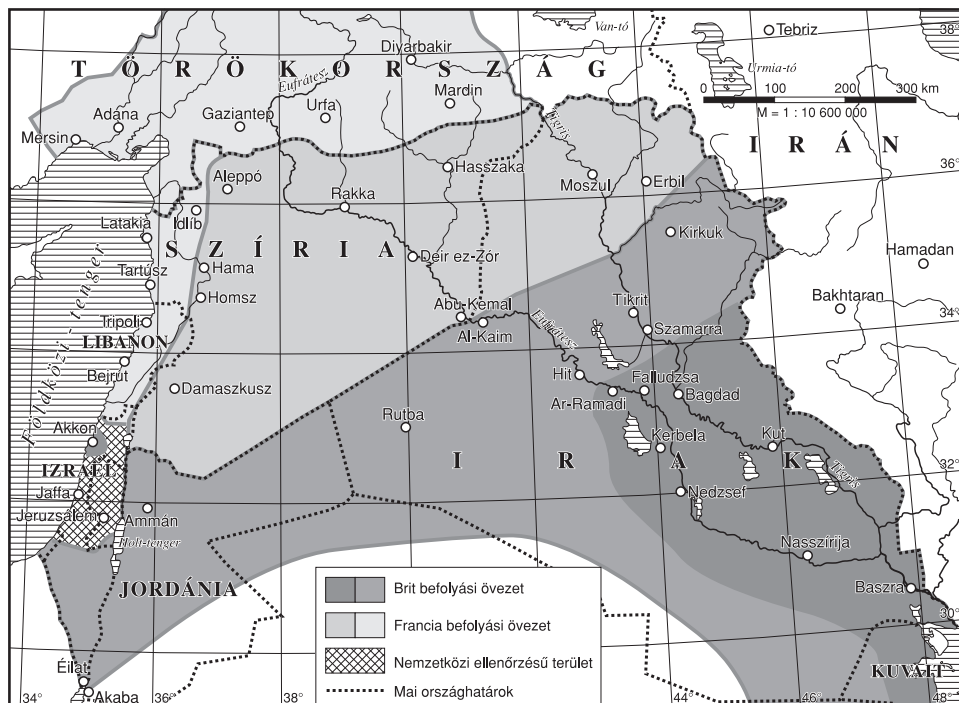 Van-tó
Tebriz
38°
Diyarbakir
TÖRÖKORSZÁG
Urmia-tó
Eufrátesz
Mardin
0 100 200 300 km
M = 1 : 10 600 000
Adána
Gaziantep
Urfa
Tigris
Mersin
IRÁN
36°
Aleppó
Hasszaka
Moszul
Erbil
Rakka
Idlíb
Latakia
Kirkuk
SZÍRIA
Hama
Deir ez-Zór
Hamadan
Tartúsz
Homsz
Földközi-tenger
Abu-Kemal
Tikrit
Bakhtaran
Tripoli
Al-Kaim
Eufrátesz
Szamarra
34°
LIBANON
Bejrút
Hit
Falludzsa
Damaszkusz
Ar-Ramadi
Bagdad
Rutba
Akkon
Kerbela
Kut
IZRAEL
IRAK
Tigris
32°
Jaffa
Nedzsef
Jeruzsálem
Ammán
Holt-tenger
Nasszírija
JORDÁNIA
Baszra
Brit befolyási övezet
30°
Francia befolyási övezet
Nemzetközi ellenőrzésű terület
KUVAIT
Éilat
Mai országhatárok
34°
Akaba
36°
38°
44°
46°
48°